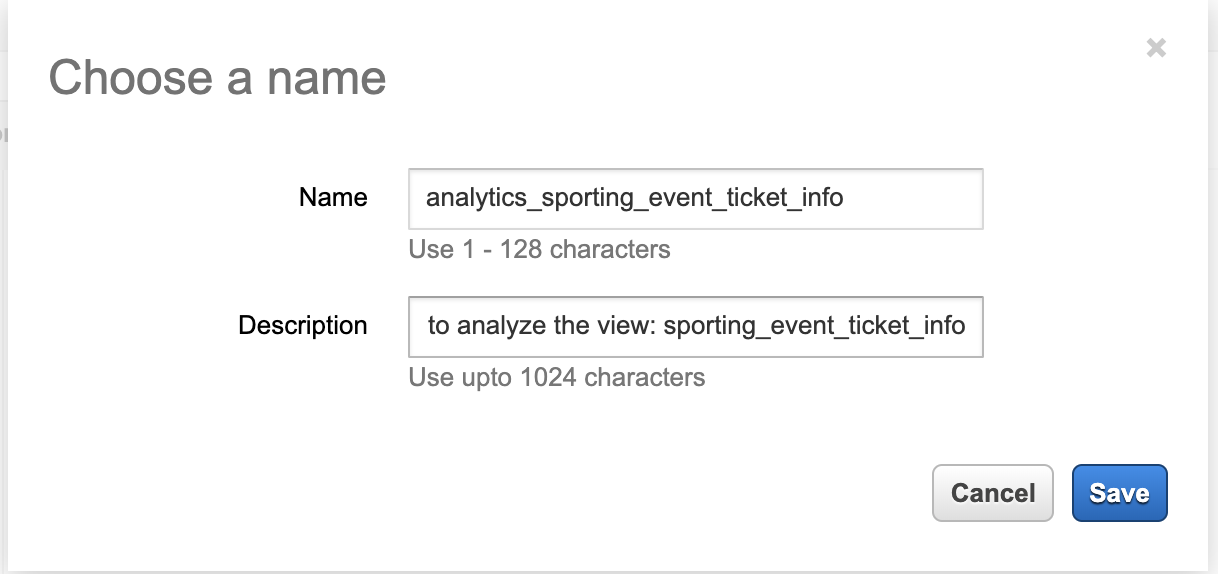 Choose a name
Name
analytics_sporting_event_ticket_info
Use 1 - 128 characters
Description
to analyze the view: sporting_event_ticket_info
Use upto 1024 characters
Cancel
Save